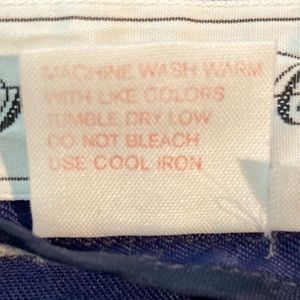 MACHINE WASH WARM
WITH LIKE COLORS
TUMBLE DRY LOW
DO NOT BLEACH
USE COOL IRON